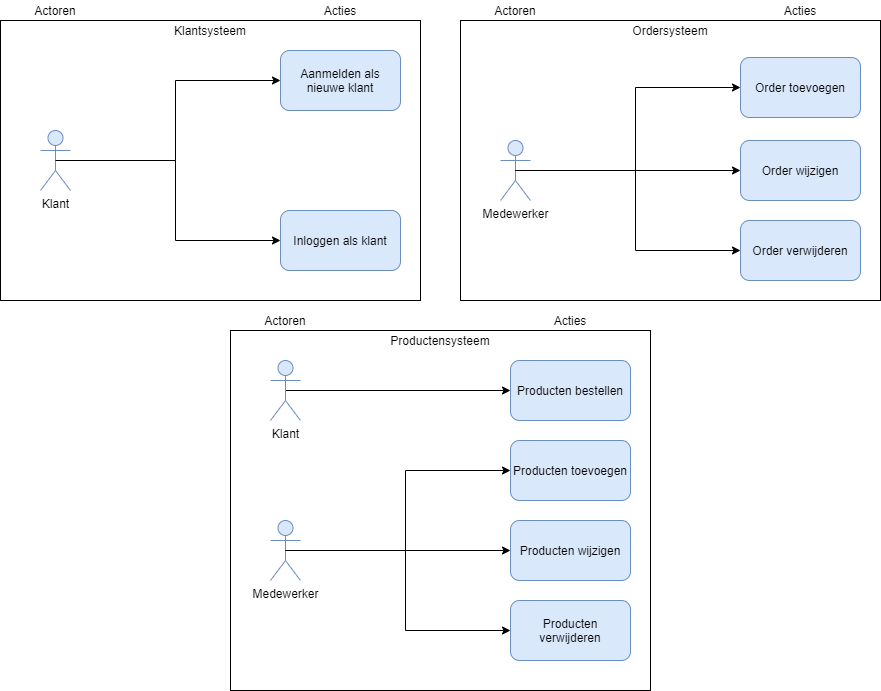 Actoren
Acties
Klantsysteem
Aanmelden als
nieuwe klant
Klant
Inloggen als klant
Actoren
Acties
Ordersysteem
Order toevoegen
Order wijzigen
Medewerker
Order verwijderen
Actoren
Acties
Productensysteem
Producten bestellen
Klant
Producten toevoegen
Producten wijzigen
Medewerker
Producten
verwijderen